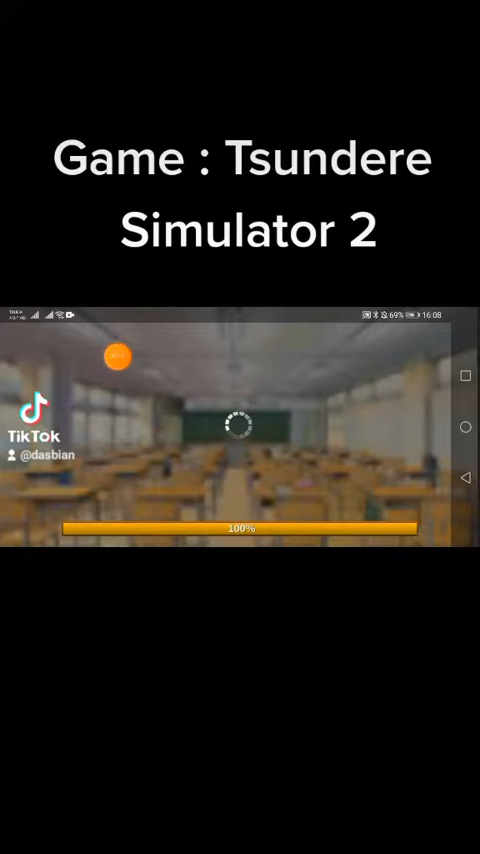 Game : Tsundere
Simulator 2
69% 16:08
TikTok
@dasbian
100%